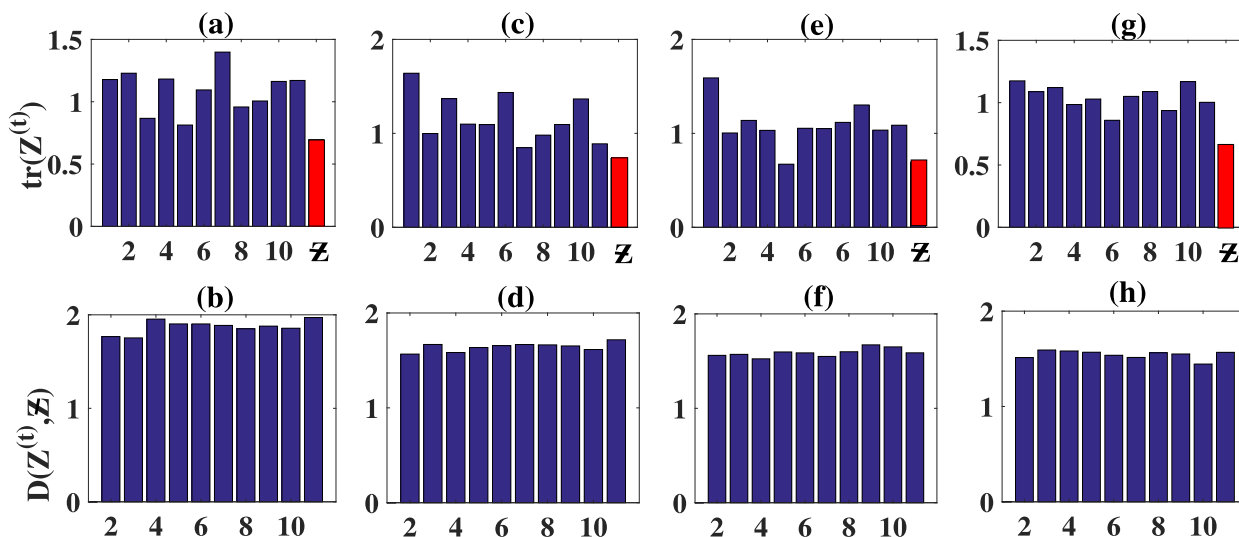 (a) (c) (e) (g)
tr(Z^(t))
1.5 2 2 1.5
1 1 1 1
0.5 0.5
0 0 0 0
2 4 6 8 10 Ƶ 2 4 6 8 10 Ƶ 2 4 6 6 10 Ƶ 2 4 6 8 10 Ƶ
(b) (d) (f) (h)
D(Z^(t),Ƶ)
2 2 2 2
1 1 1 1
0 0 0 0
2 4 6 8 10 2 4 6 8 10 2 4 6 8 10 2 4 6 8 10